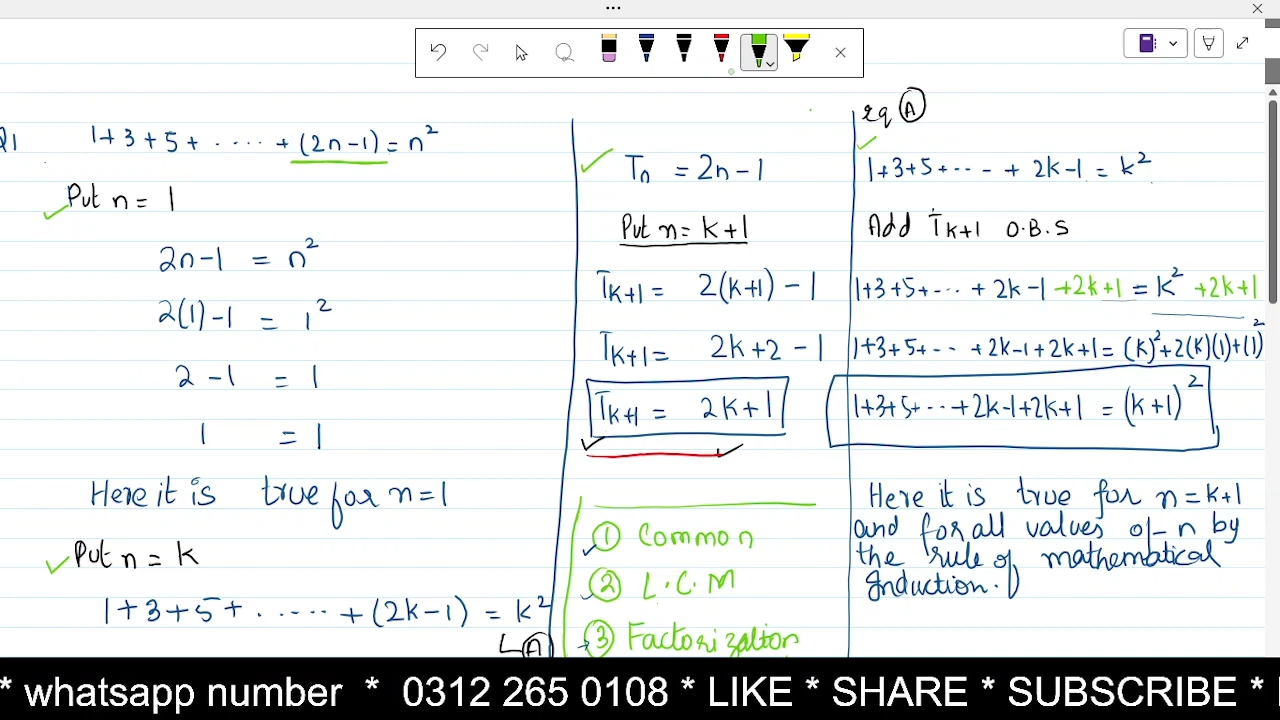 Q1 1+3+5+.....+(2n-1)=n²
Put n = 1
2n-1 = n²
2(1)-1 = 1²
2-1 = 1
1 = 1
Here it is true for n=1
Put n = k
1+3+5+......+(2k-1) = k²
A
Tn = 2n-1
Put n= k+1
Tk+1 = 2(k+1)-1
Tk+1 = 2k+2-1
Tk+1 = 2k+1
① Common
② L.C.M
③ Factorization
eq A
1+3+5+...-+2k-1 = k²
Add Tk+1 O.B.S
1+3+5+...+2k-1+2k+1 = k²+2k+1
1+3+5+...+2k-1+2k+1 = (k)²+2(k)(1)+(1)²
1+3+5+...+2k-1+2k+1 = (k+1)²
Here it is true for n=k+1
and for all values of n by
the rule of mathematical
Induction.
* whatsapp number * 0312 265 0108 * LIKE * SHARE * SUBSCRIBE *